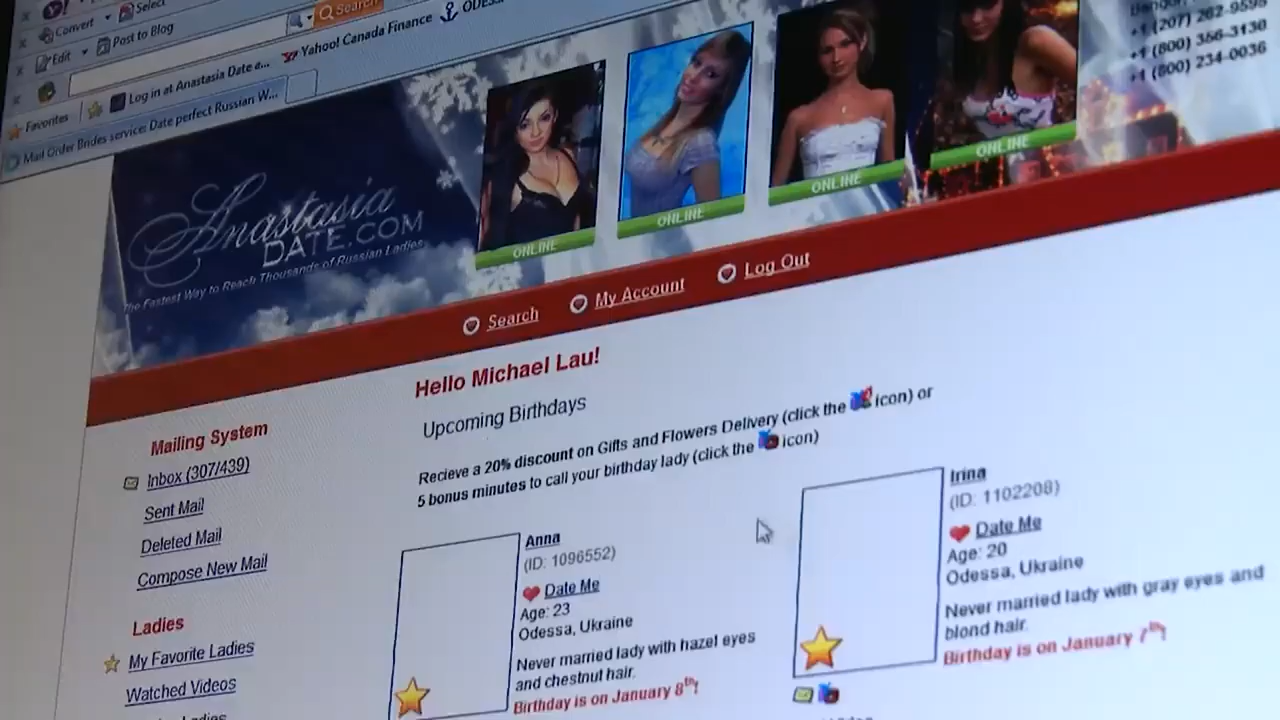 Convert
Select
Search
Edit
Post to Blog
Yahoo! Canada Finance
Favorites
Log in at Anastasia Date e...
Mail Order Brides service: Date perfect Russian W...
+1 (207) 262-9595
+1 (800) 356-3130
+1 (800) 234-0036
Anastasia
DATE.COM
The Fastest Way to Reach Thousands of Russian Ladies
ONLINE
ONLINE
ONLINE
ONLINE
Search
My Account
Log Out
Hello Michael Lau!
Upcoming Birthdays
Recieve a 20% discount on Gifts and Flowers Delivery (click the icon) or
5 bonus minutes to call your birthday lady (click the icon)
Mailing System
Inbox (307/439)
Sent Mail
Deleted Mail
Compose New Mail
Ladies
My Favorite Ladies
Watched Videos
Anna
(ID: 1096552)
Date Me
Age: 23
Odessa, Ukraine
Never married lady with hazel eyes
and chestnut hair.
Birthday is on January 8th!
Irina
(ID: 1102208)
Date Me
Age: 20
Odessa, Ukraine
Never married lady with gray eyes and
blond hair.
Birthday is on January 7th!